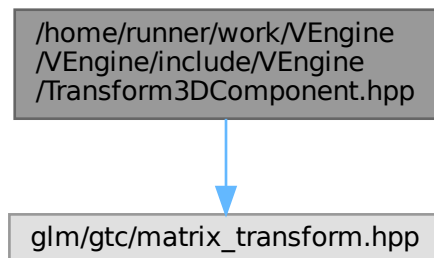 /home/runner/work/VEngine
/VEngine/include/VEngine
/Transform3DComponent.hpp
glm/gtc/matrix_transform.hpp